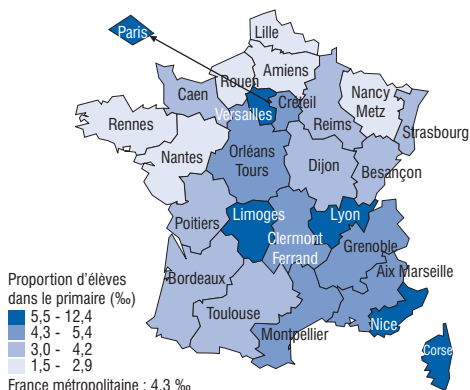 Lille
Paris
Amiens
Rouen
Caen
Créteil
Nancy
Metz
Versailles
Reims
Rennes
Strasbourg
Orléans
Tours
Nantes
Dijon
Besançon
Poitiers
Limoges
Lyon
Clermont
Ferrand
Grenoble
Bordeaux
Aix Marseille
Toulouse
Nice
Montpellier
Corse
Proportion d'élèves
dans le primaire (‰)
5,5 - 12,4
4,3 - 5,4
3,0 - 4,2
1,5 - 2,9
France métropolitaine : 4,3 ‰